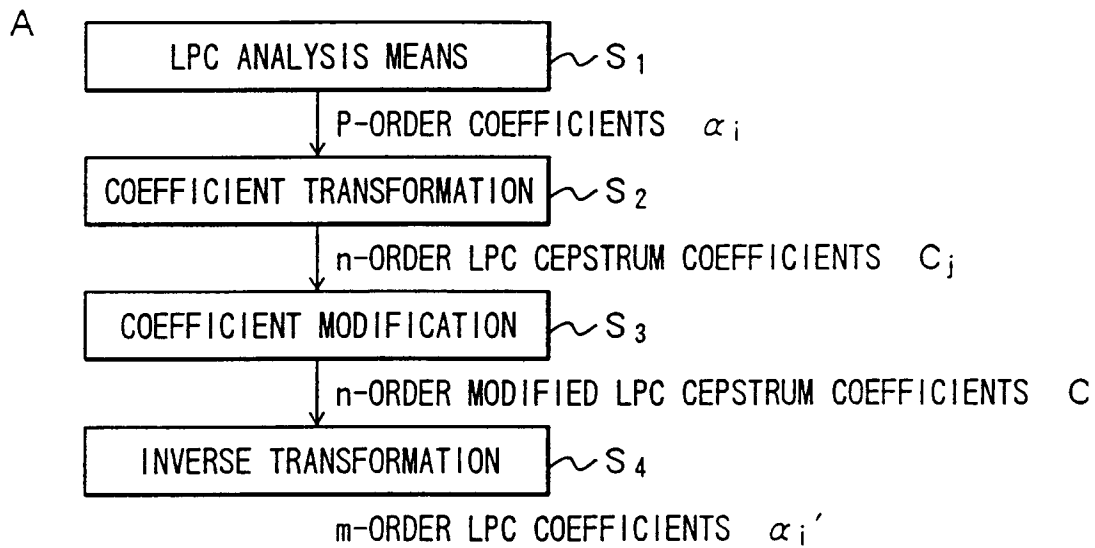 A
LPC ANALYSIS MEANS S₁
P-ORDER COEFFICIENTS αᵢ
COEFFICIENT TRANSFORMATION S₂
n-ORDER LPC CEPSTRUM COEFFICIENTS Cⱼ
COEFFICIENT MODIFICATION S₃
n-ORDER MODIFIED LPC CEPSTRUM COEFFICIENTS C
INVERSE TRANSFORMATION S₄
m-ORDER LPC COEFFICIENTS αᵢ′